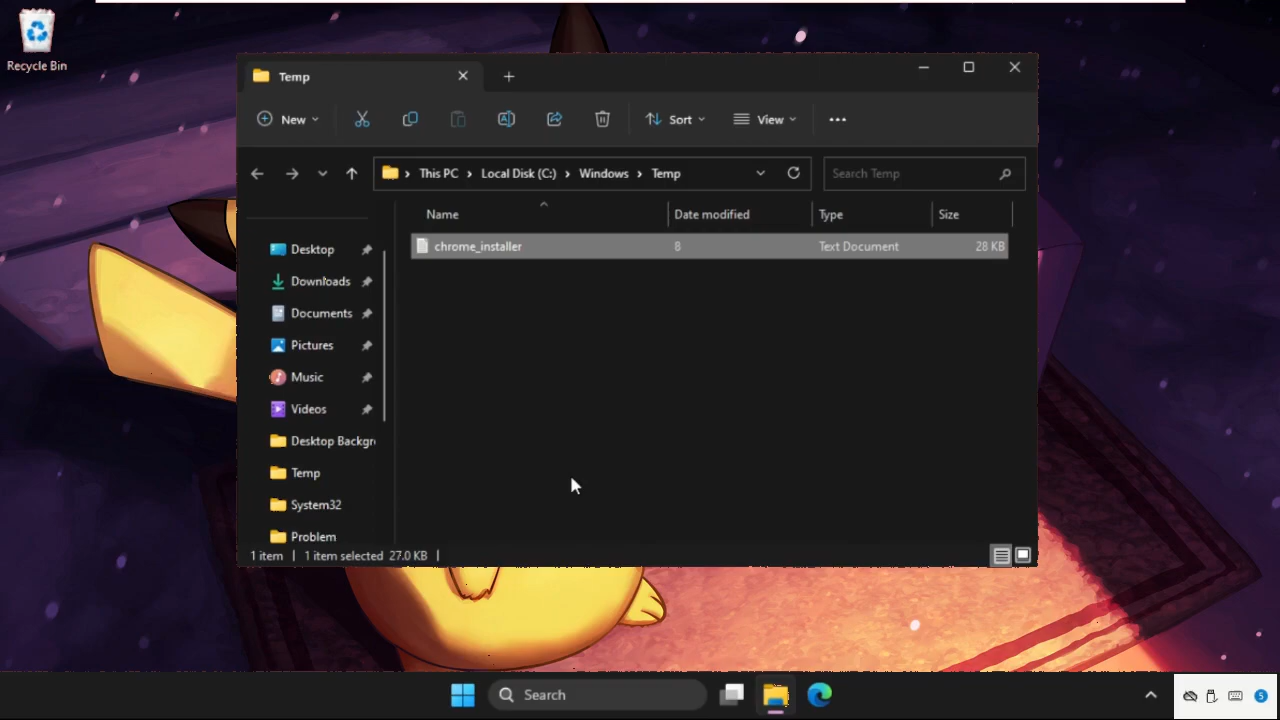 Recycle Bin
Temp
New
Sort
View
This PC > Local Disk (C:) > Windows > Temp
Search Temp
Name
Date modified
Type
Size
chrome_installer
8
Text Document
28 KB
Desktop
Downloads
Documents
Pictures
Music
Videos
Desktop Backgr
Temp
System32
Problem
1 item | 1 item selected 27.0 KB |
Search
5